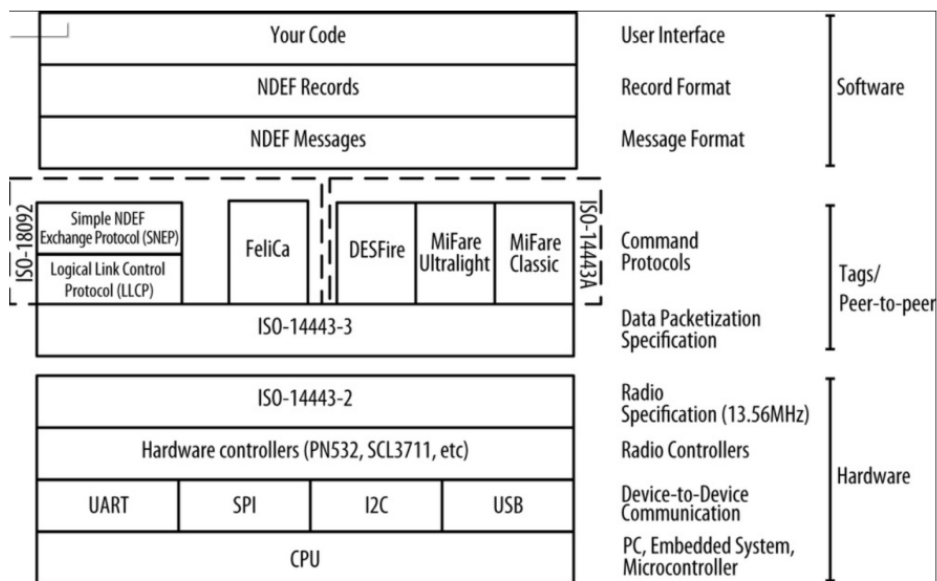 Your Code
User Interface
NDEF Records
Record Format
Software
NDEF Messages
Message Format
ISO-18092
Simple NDEF
Exchange Protocol (SNEP)
Logical Link Control
Protocol (LLCP)
FeliCa
DESFire
MiFare
Ultralight
MiFare
Classic
ISO-14443A
Command
Protocols
Tags/
Peer-to-peer
ISO-14443-3
Data Packetization
Specification
ISO-14443-2
Radio
Specification (13.56MHz)
Hardware controllers (PN532, SCL3711, etc)
Radio Controllers
Hardware
UART
SPI
I2C
USB
Device-to-Device
Communication
CPU
PC, Embedded System,
Microcontroller